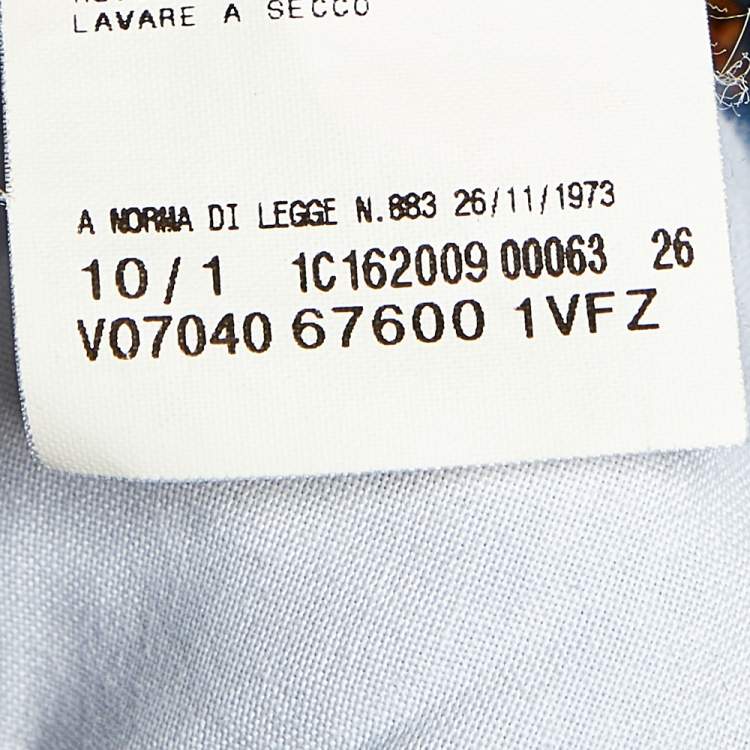 LAVARE A SECCO
A NORMA DI LEGGE N.883 26/11/1973
10/1 1C162009 00063 26
V07040 67600 1VFZ